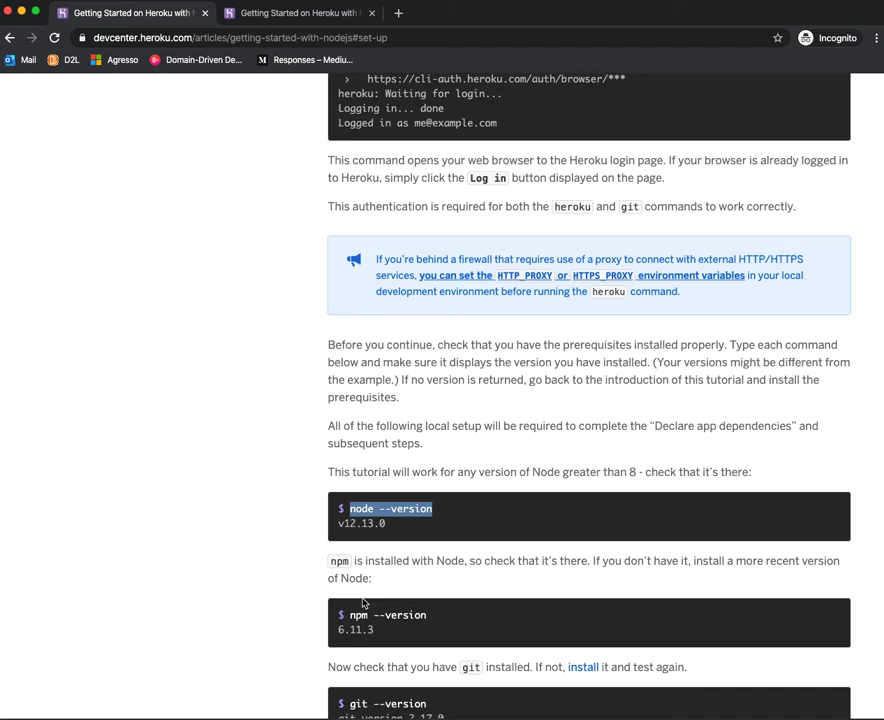 Getting Started on Heroku with
Getting Started on Heroku with
devcenter.heroku.com/articles/getting-started-with-nodejs#set-up
Incognito
Mail
D2L
Agresso
Domain-Driven De...
Responses – Mediu...
› https://cli-auth.heroku.com/auth/browser/***
heroku: Waiting for login...
Logging in... done
Logged in as me@example.com
This command opens your web browser to the Heroku login page. If your browser is already logged in
to Heroku, simply click the Log in button displayed on the page.
This authentication is required for both the heroku and git commands to work correctly.
If you're behind a firewall that requires use of a proxy to connect with external HTTP/HTTPS
services, you can set the HTTP_PROXY or HTTPS_PROXY environment variables in your local
development environment before running the heroku command.
Before you continue, check that you have the prerequisites installed properly. Type each command
below and make sure it displays the version you have installed. (Your versions might be different from
the example.) If no version is returned, go back to the introduction of this tutorial and install the
prerequisites.
All of the following local setup will be required to complete the “Declare app dependencies” and
subsequent steps.
This tutorial will work for any version of Node greater than 8 - check that it's there:
$ node --version
v12.13.0
npm is installed with Node, so check that it's there. If you don't have it, install a more recent version
of Node:
$ npm --version
6.11.3
Now check that you have git installed. If not, install it and test again.
$ git --version
git version 2.17.0